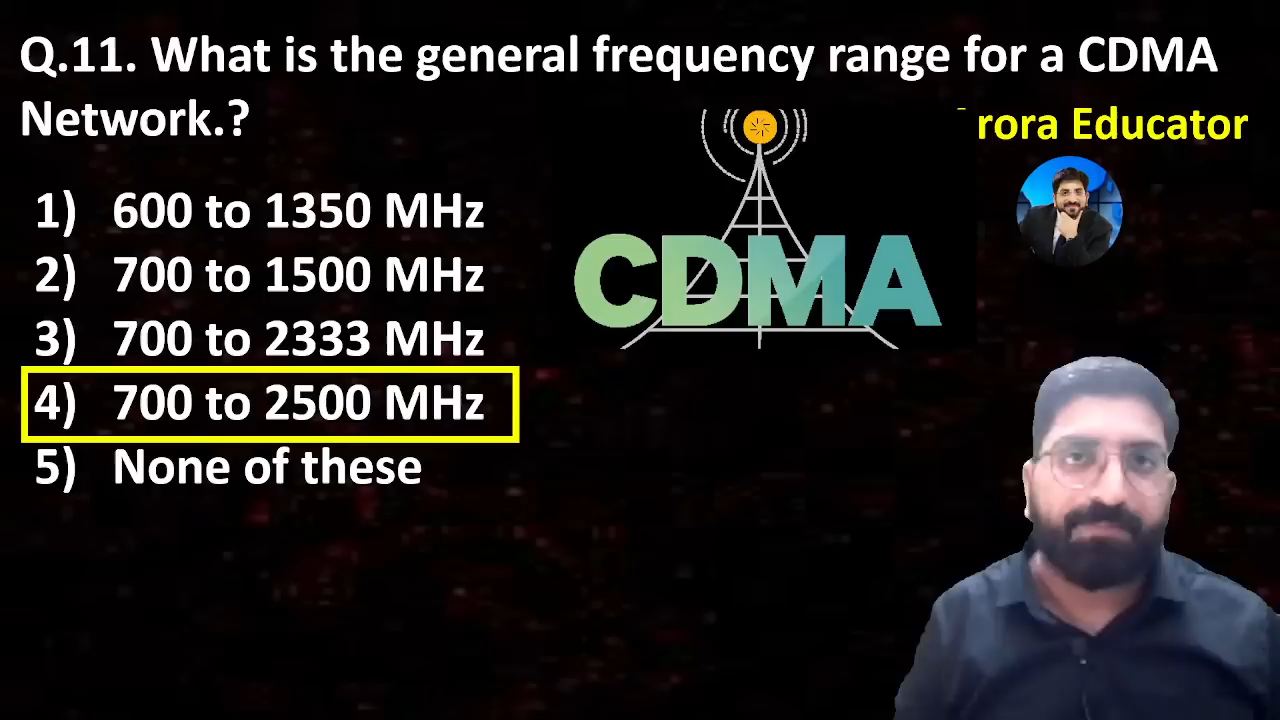 Q.11. What is the general frequency range for a CDMA
Network.?
Educator
1) 600 to 1350 MHz
2) 700 to 1500 MHz
3) 700 to 2333 MHz
4) 700 to 2500 MHz
5) None of these
CDMA